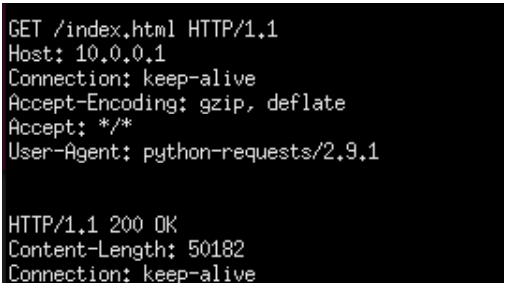 GET /index.html HTTP/1.1
Host: 10.0.0.1
Connection: keep-alive
Accept-Encoding: gzip, deflate
Accept: */*
User-Agent: python-requests/2.9.1
HTTP/1.1 200 OK
Content-Length: 50182
Connection: keep-alive